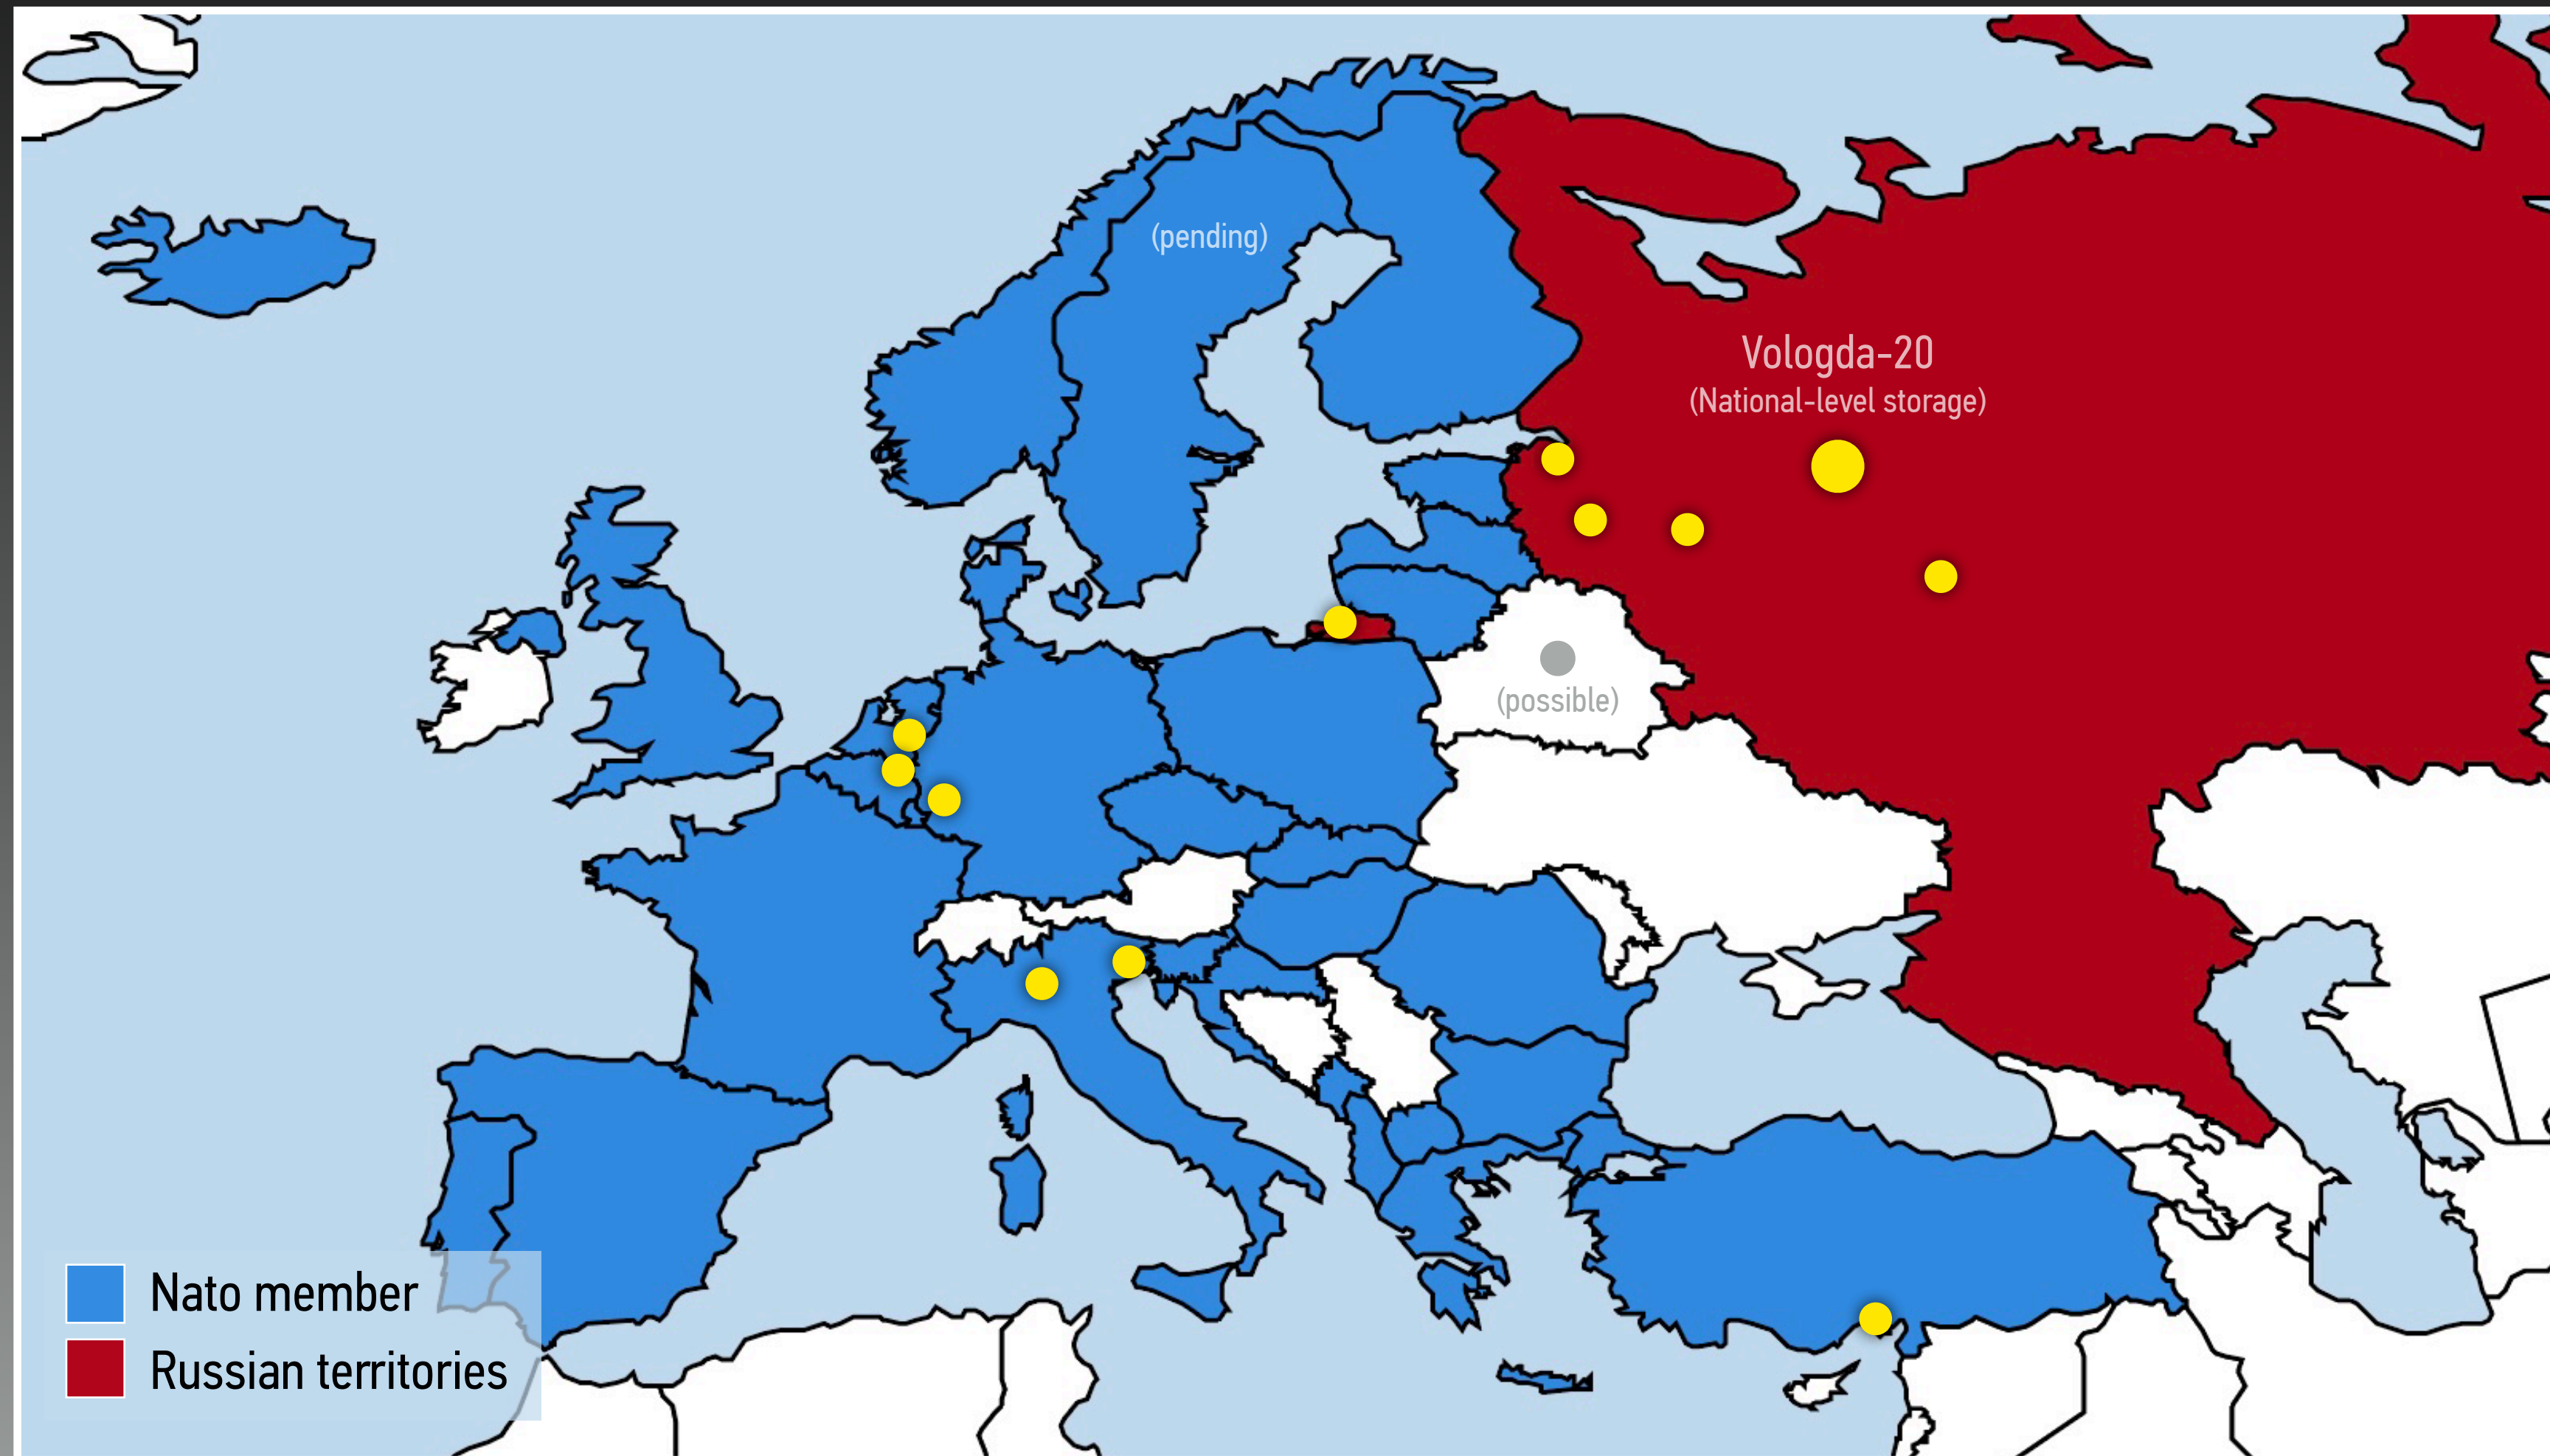 (pending)
Vologda-20
(National-level storage)
(possible)
Nato member
Russian territories